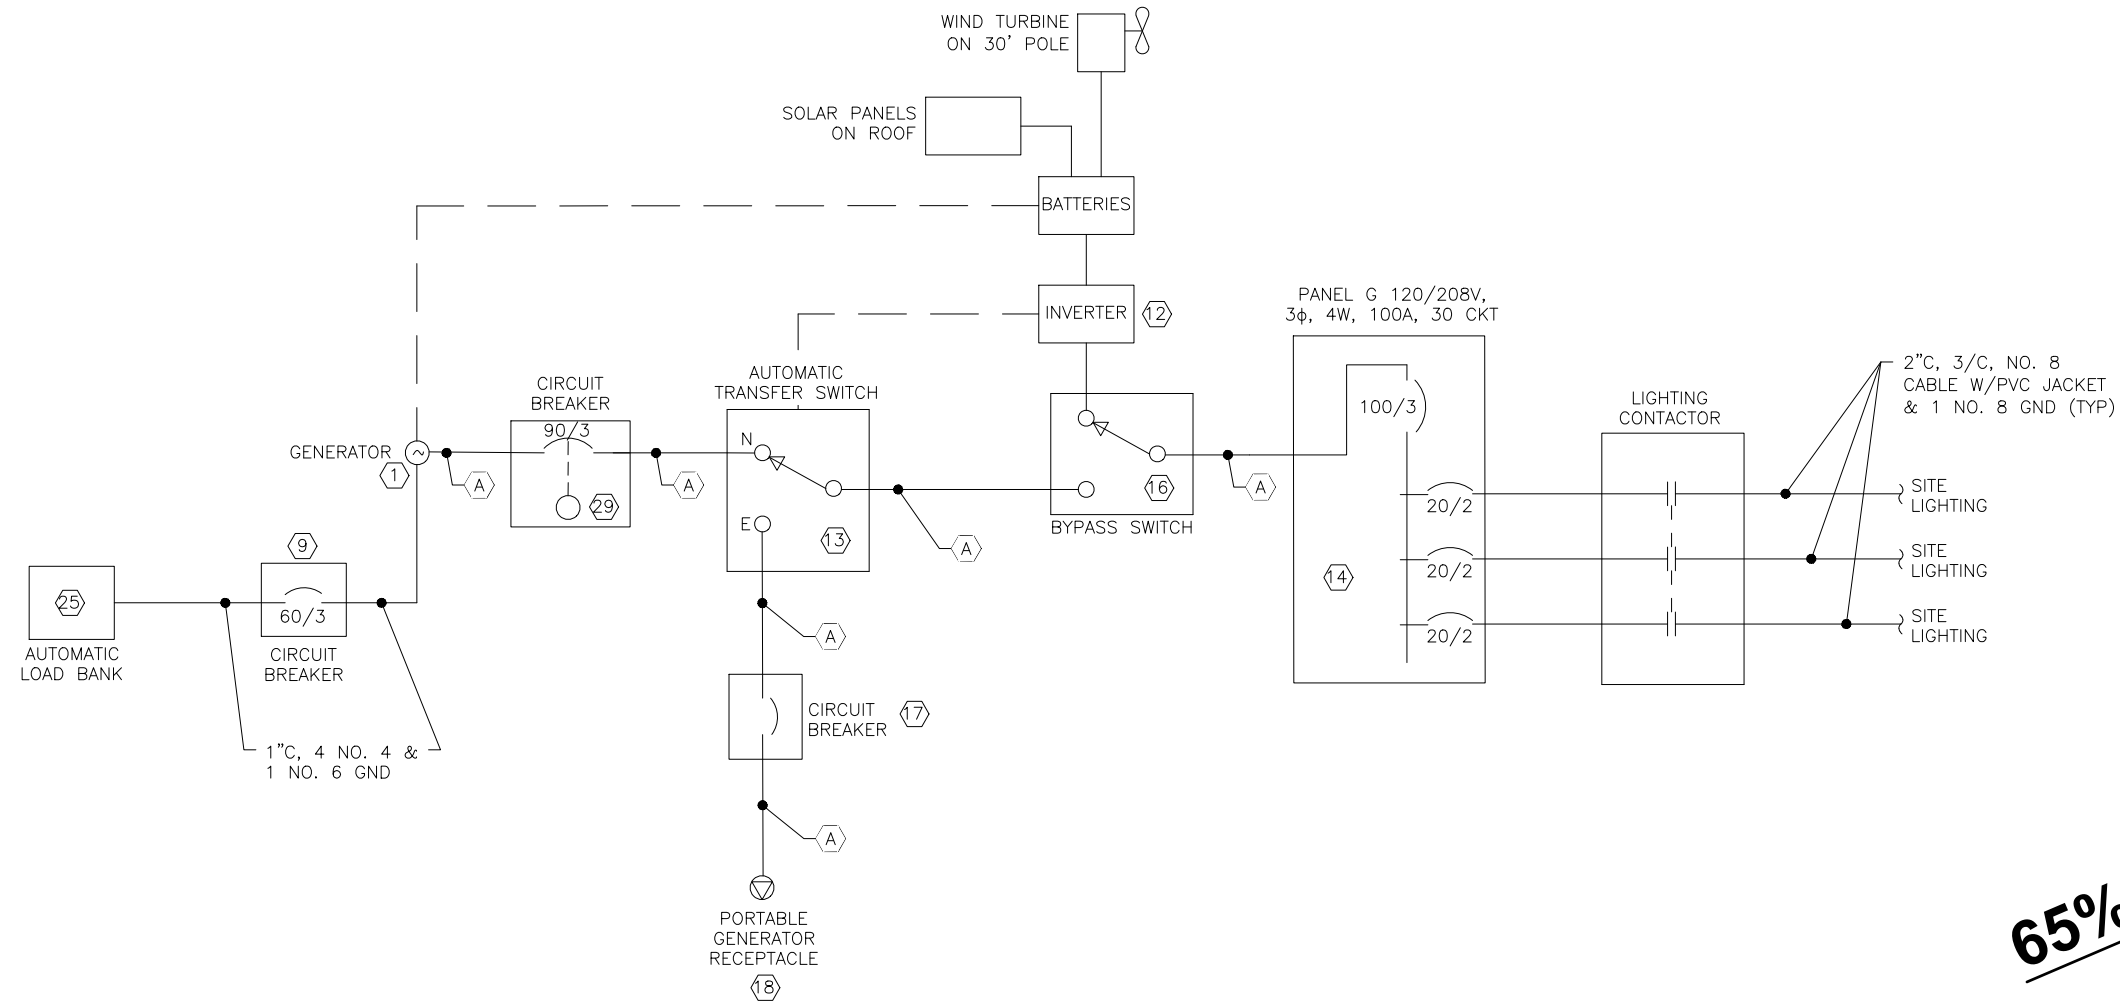 WIND TURBINE
ON 30' POLE
SOLAR PANELS
ON ROOF
BATTERIES
INVERTER
12
PANEL G 120/208V,
3ϕ, 4W, 100A, 30 CKT
AUTOMATIC
TRANSFER SWITCH
CIRCUIT
BREAKER
90/3
29
GENERATOR
1
A
A
N
E
13
A
16
BYPASS SWITCH
A
100/3
14
20/2
20/2
20/2
LIGHTING
CONTACTOR
2"C, 3/C, NO. 8
CABLE W/PVC JACKET
& 1 NO. 8 GND (TYP)
SITE
LIGHTING
SITE
LIGHTING
SITE
LIGHTING
9
25
60/3
AUTOMATIC
LOAD BANK
CIRCUIT
BREAKER
1"C, 4 NO. 4 &
1 NO. 6 GND
A
CIRCUIT
BREAKER
17
A
PORTABLE
GENERATOR
RECEPTACLE
18
65%